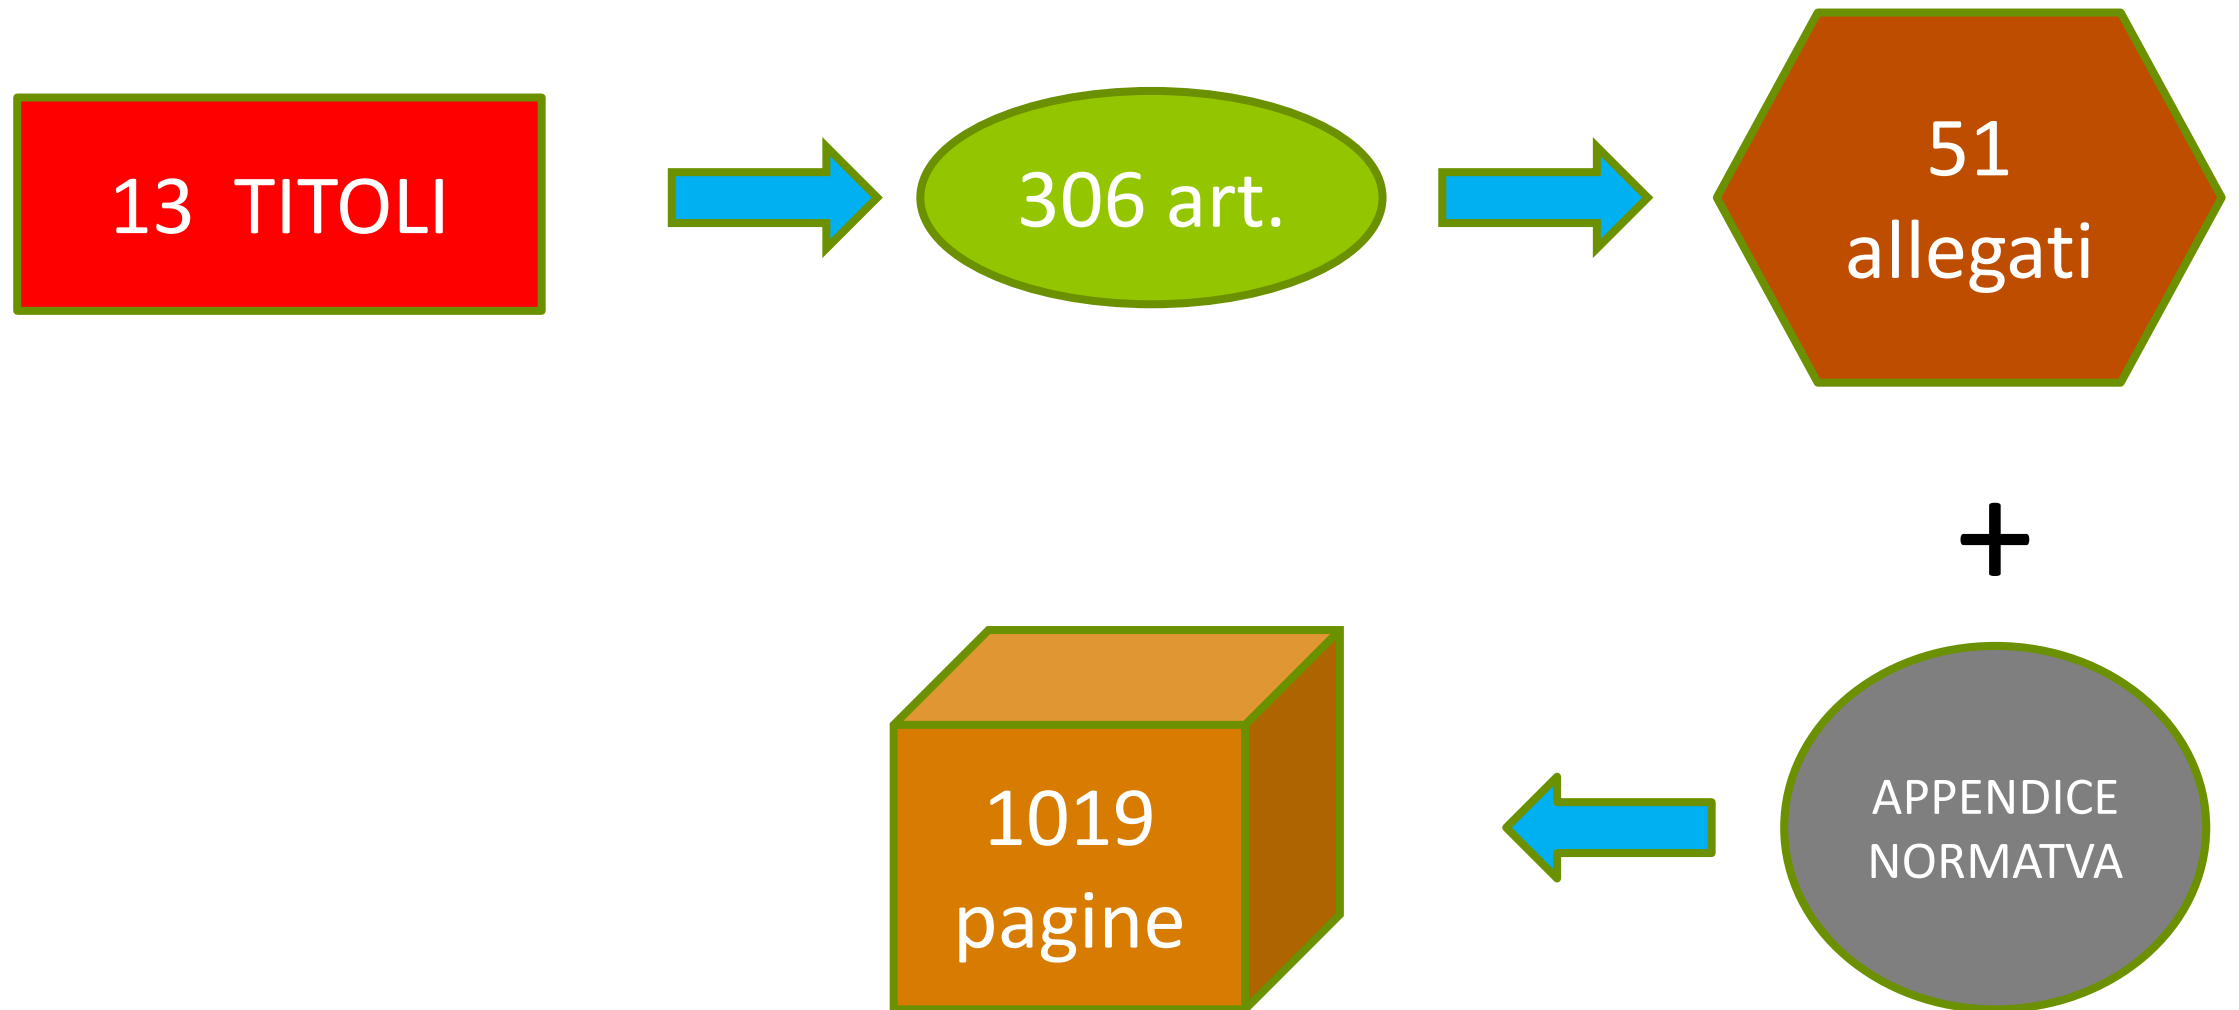 13 TITOLI
306 art.
51
allegati
+
APPENDICE
NORMATVA
1019
pagine